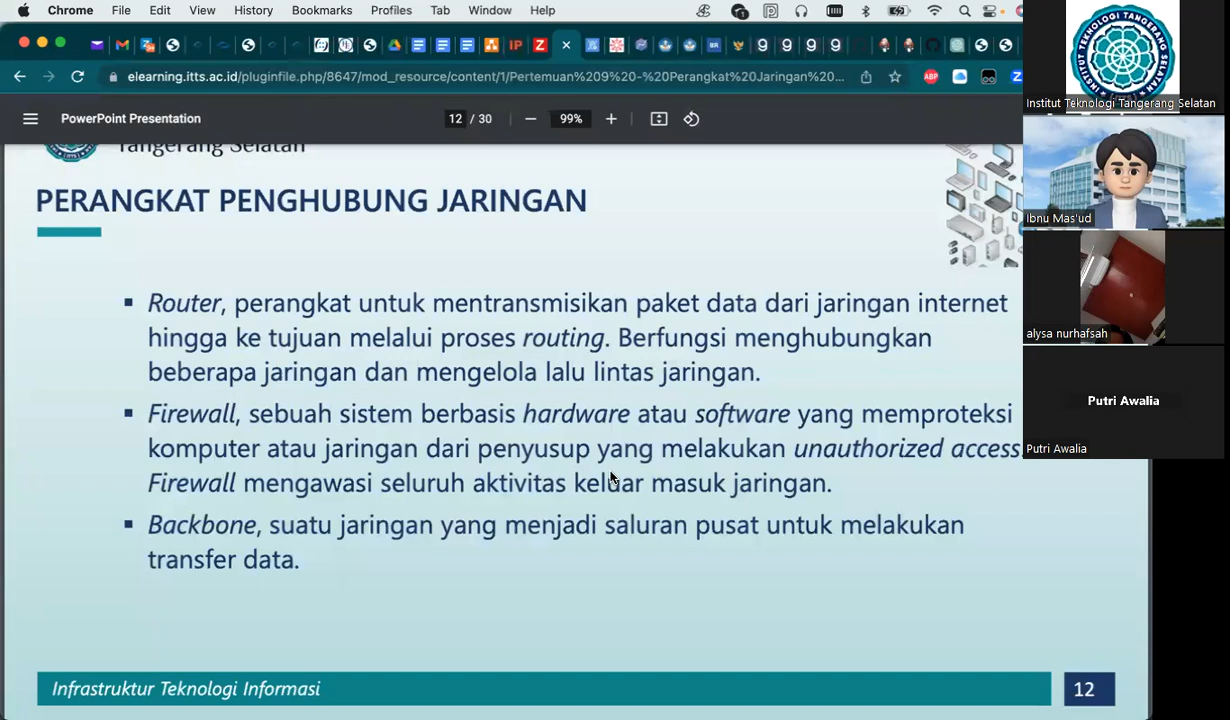 Chrome File Edit View History Bookmarks Profiles Tab Window Help
elearning.itts.ac.id/pluginfile.php/8647/mod_resource/content/1/Pertemuan%209%20-%20Perangkat%20Jaringan%20...
PowerPoint Presentation
12 / 30
99%
Tangerang Selatan
PERANGKAT PENGHUBUNG JARINGAN
▪ Router, perangkat untuk mentransmisikan paket data dari jaringan internet
hingga ke tujuan melalui proses routing. Berfungsi menghubungkan
beberapa jaringan dan mengelola lalu lintas jaringan.
▪ Firewall, sebuah sistem berbasis hardware atau software yang memproteksi
komputer atau jaringan dari penyusup yang melakukan unauthorized access.
Firewall mengawasi seluruh aktivitas keluar masuk jaringan.
▪ Backbone, suatu jaringan yang menjadi saluran pusat untuk melakukan
transfer data.
Infrastruktur Teknologi Informasi
12
INSTITUT TEKNOLOGI TANGERANG SELATAN
Institut Teknologi Tangerang Selatan
Ibnu Mas'ud
alysa nurhafsah
Putri Awalia
Putri Awalia